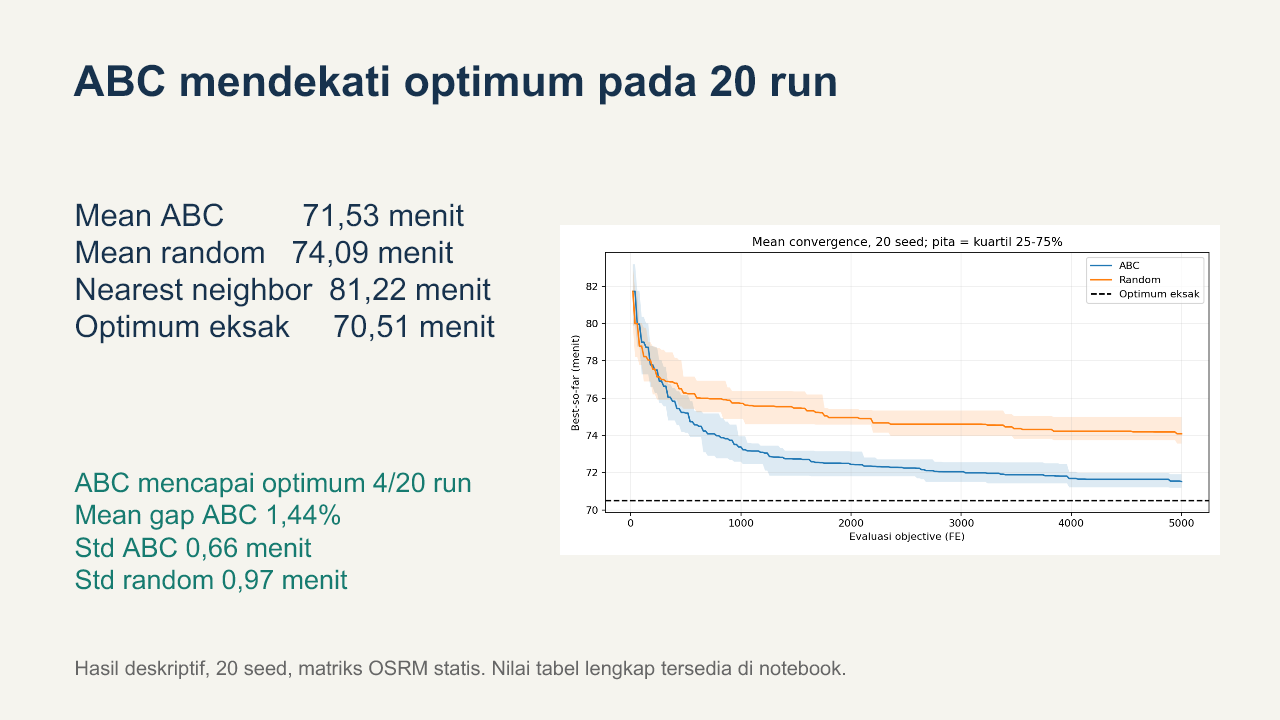 ABC mendekati optimum pada 20 run
Mean ABC 71,53 menit
Mean random 74,09 menit
Nearest neighbor 81,22 menit
Optimum eksak 70,51 menit
ABC mencapai optimum 4/20 run
Mean gap ABC 1,44%
Std ABC 0,66 menit
Std random 0,97 menit
Mean convergence, 20 seed; pita = kuartil 25-75%
ABC
Random
Optimum eksak
Best-so-far (menit)
82
80
78
76
74
72
70
0 1000 2000 3000 4000 5000
Evaluasi objective (FE)
Hasil deskriptif, 20 seed, matriks OSRM statis. Nilai tabel lengkap tersedia di notebook.